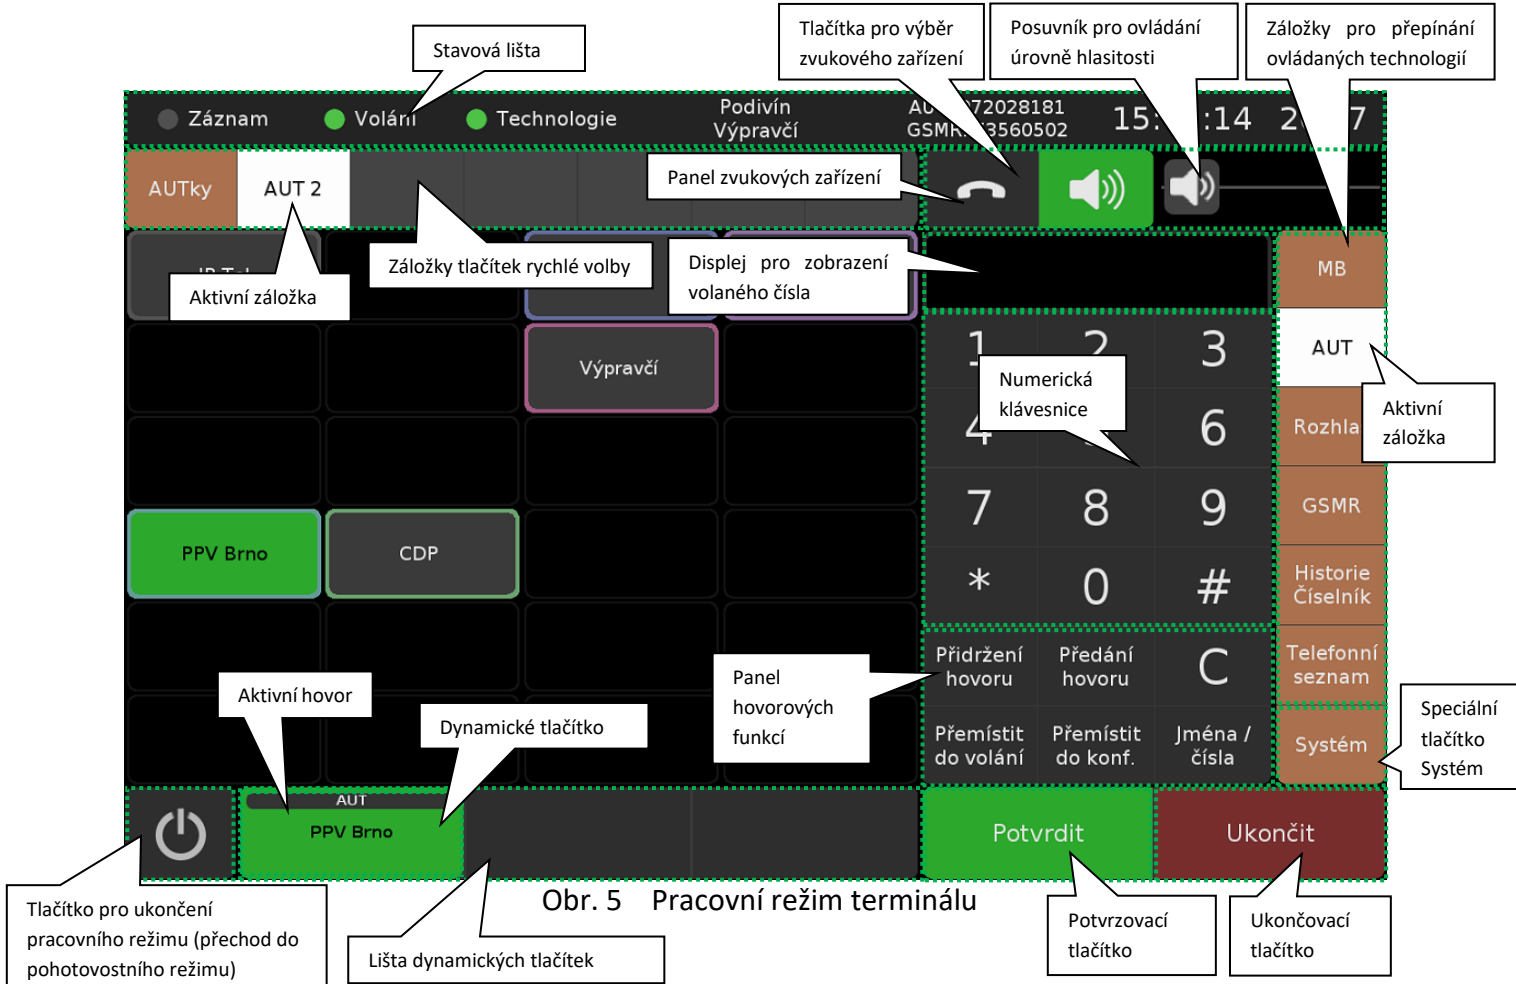 Stavová lišta
Tlačítka pro výběr
zvukového zařízení
Posuvník pro ovládání
úrovně hlasitosti
Záložky pro přepínání
ovládaných technologií
Záznam
Volání
Technologie
Podivín
Výpravčí
72028181
3560502
15:
:14
AUTky
AUT 2
Panel zvukových zařízení
Aktivní záložka
Záložky tlačítek rychlé volby
Displej pro zobrazení
volaného čísla
MB
Výpravčí
1
2
3
AUT
Numerická
klávesnice
Aktivní
záložka
4
6
7
8
9
GSMR
PPV Brno
CDP
*
0
#
Historie
Číselník
Přidržení
hovoru
Předání
hovoru
C
Telefonní
seznam
Panel
hovorových
funkcí
Aktivní hovor
Dynamické tlačítko
Přemístit
do volání
Přemístit
do konf.
Jména /
čísla
Systém
Speciální
tlačítko
Systém
AUT
PPV Brno
Potvrdit
Ukončit
Obr. 5 Pracovní režim terminálu
Tlačítko pro ukončení
pracovního režimu (přechod do
pohotovostního režimu)
Lišta dynamických tlačítek
Potvrzovací
tlačítko
Ukončovací
tlačítko